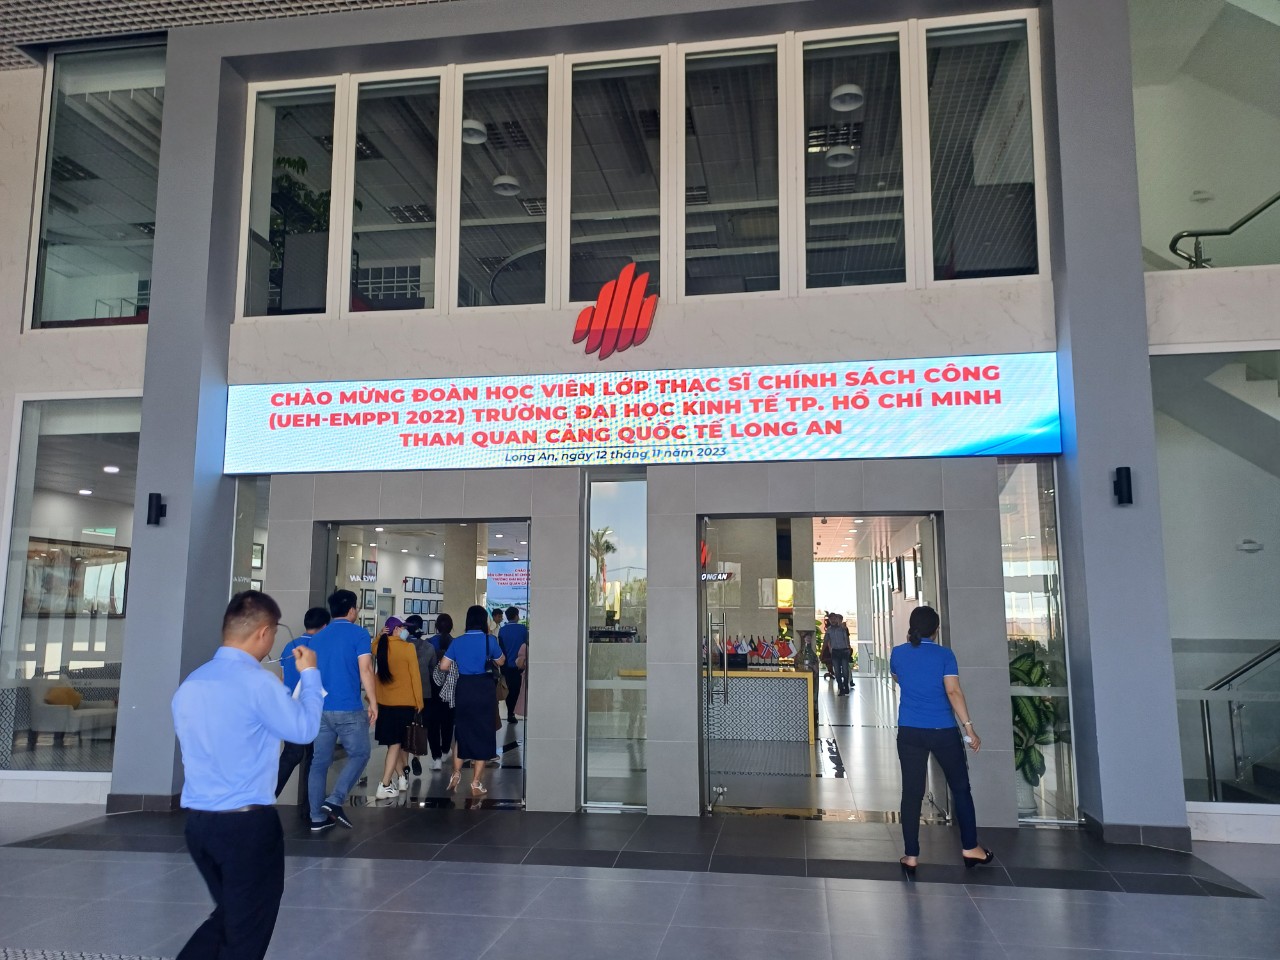 CHÀO MỪNG ĐOÀN HỌC VIÊN LỚP THẠC SĨ CHÍNH SÁCH CÔNG
(UEH-EMPP1 2022) TRƯỜNG ĐẠI HỌC KINH TẾ TP. HỒ CHÍ MINH
THAM QUAN CẢNG QUỐC TẾ LONG AN
Long An, ngày 12 tháng 11 năm 2023